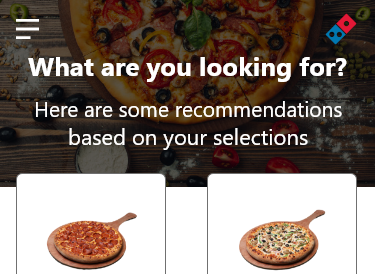 What are you looking for?
Here are some recommendations
based on your selections